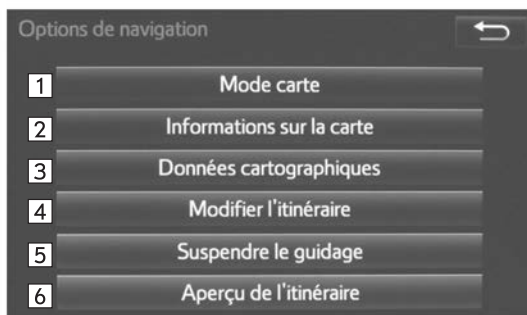 Options de navigation
1 Mode carte
2 Informations sur la carte
3 Données cartographiques
4 Modifier l'itinéraire
5 Suspendre le guidage
6 Aperçu de l'itinéraire